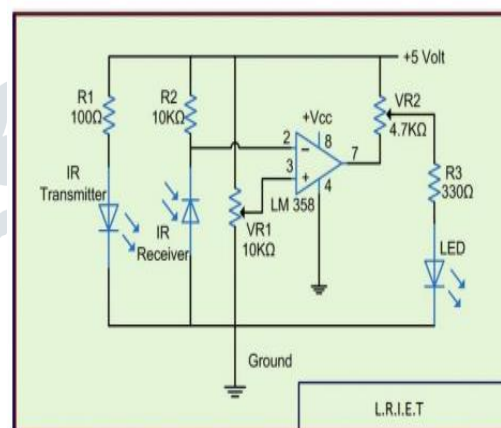 +5 Volt
R1
100Ω
R2
10KΩ
VR2
4.7KΩ
+Vcc
2
8
7
3
4
LM 358
IR
Transmitter
IR
Receiver
VR1
10KΩ
R3
330Ω
LED
Ground
L.R.I.E.T